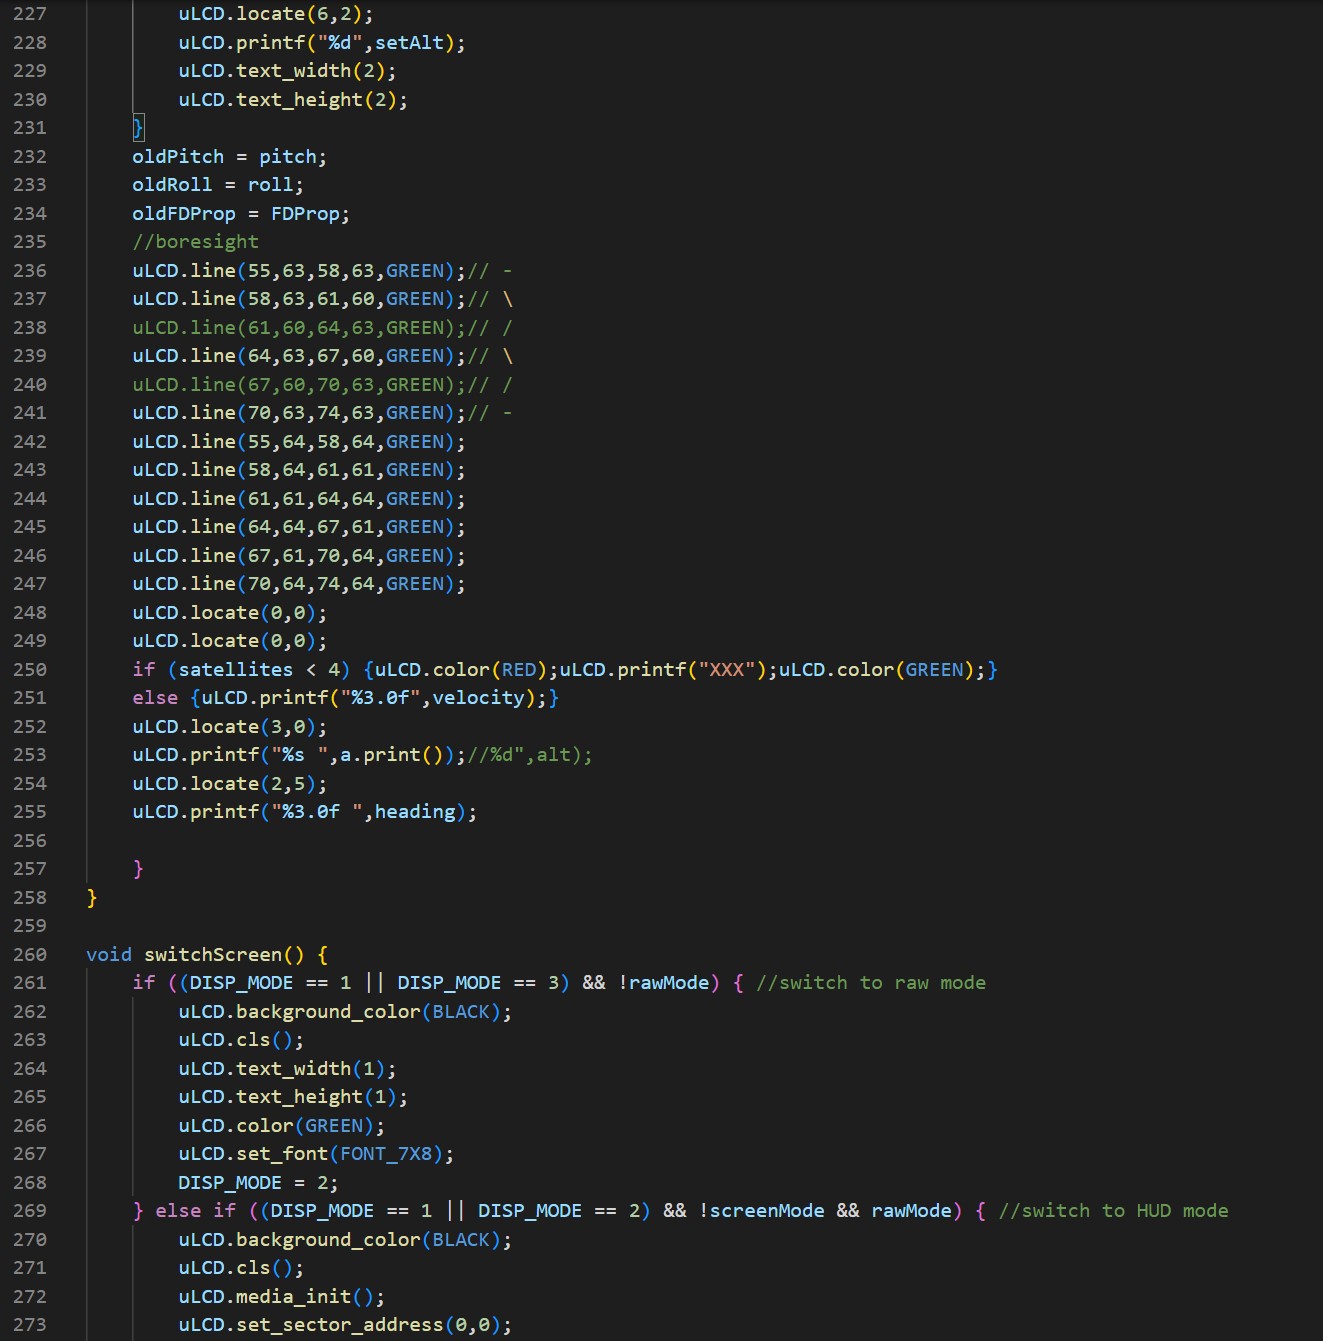 227 uLCD.locate(6,2);
228 uLCD.printf("%d",setAlt);
229 uLCD.text_width(2);
230 uLCD.text_height(2);
231 }
232 oldPitch = pitch;
233 oldRoll = roll;
234 oldFDProp = FDProp;
235 //boresight
236 uLCD.line(55,63,58,63,GREEN);// -
237 uLCD.line(58,63,61,60,GREEN);// \
238 uLCD.line(61,60,64,63,GREEN);// /
239 uLCD.line(64,63,67,60,GREEN);// \
240 uLCD.line(67,60,70,63,GREEN);// /
241 uLCD.line(70,63,74,63,GREEN);// -
242 uLCD.line(55,64,58,64,GREEN);
243 uLCD.line(58,64,61,61,GREEN);
244 uLCD.line(61,61,64,64,GREEN);
245 uLCD.line(64,64,67,61,GREEN);
246 uLCD.line(67,61,70,64,GREEN);
247 uLCD.line(70,64,74,64,GREEN);
248 uLCD.locate(0,0);
249 uLCD.locate(0,0);
250 if (satellites < 4) {uLCD.color(RED);uLCD.printf("XXX");uLCD.color(GREEN);}
251 else {uLCD.printf("%3.0f",velocity);}
252 uLCD.locate(3,0);
253 uLCD.printf("%s ",a.print());//%d",alt);
254 uLCD.locate(2,5);
255 uLCD.printf("%3.0f ",heading);
256
257 }
258 }
259
260 void switchScreen() {
261 if ((DISP_MODE == 1 || DISP_MODE == 3) && !rawMode) { //switch to raw mode
262 uLCD.background_color(BLACK);
263 uLCD.cls();
264 uLCD.text_width(1);
265 uLCD.text_height(1);
266 uLCD.color(GREEN);
267 uLCD.set_font(FONT_7X8);
268 DISP_MODE = 2;
269 } else if ((DISP_MODE == 1 || DISP_MODE == 2) && !screenMode && rawMode) { //switch to HUD mode
270 uLCD.background_color(BLACK);
271 uLCD.cls();
272 uLCD.media_init();
273 uLCD.set_sector_address(0,0);